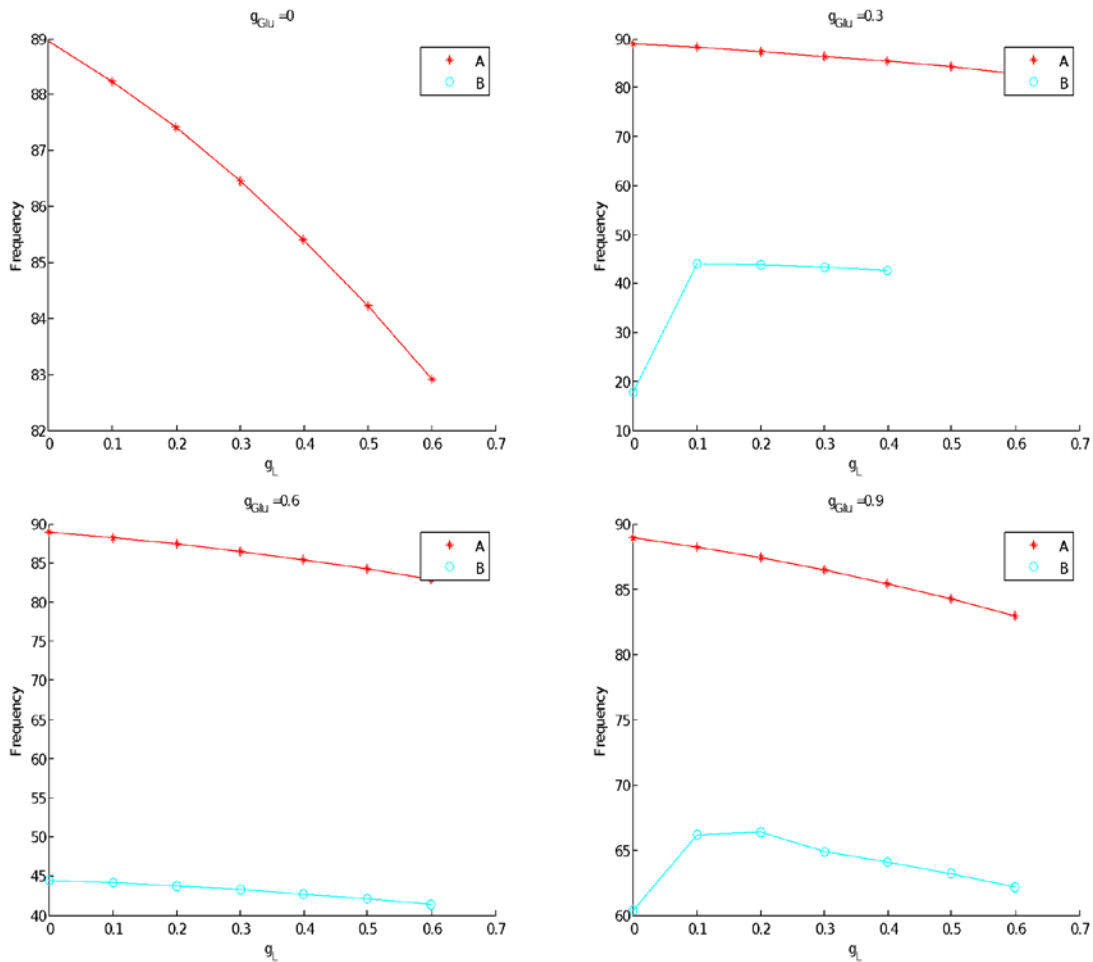 g_Glu =0
89
88
87
86
85
84
83
82
Frequency
0 0.1 0.2 0.3 0.4 0.5 0.6 0.7
g_L
A
B
g_Glu =0.3
90
80
70
60
50
40
30
20
10
Frequency
0 0.1 0.2 0.3 0.4 0.5 0.6 0.7
g_L
A
B
g_Glu =0.6
90
85
80
75
70
65
60
55
50
45
40
Frequency
0 0.1 0.2 0.3 0.4 0.5 0.6 0.7
g_L
A
B
g_Glu =0.9
90
85
80
75
70
65
60
Frequency
0 0.1 0.2 0.3 0.4 0.5 0.6 0.7
g_L
A
B